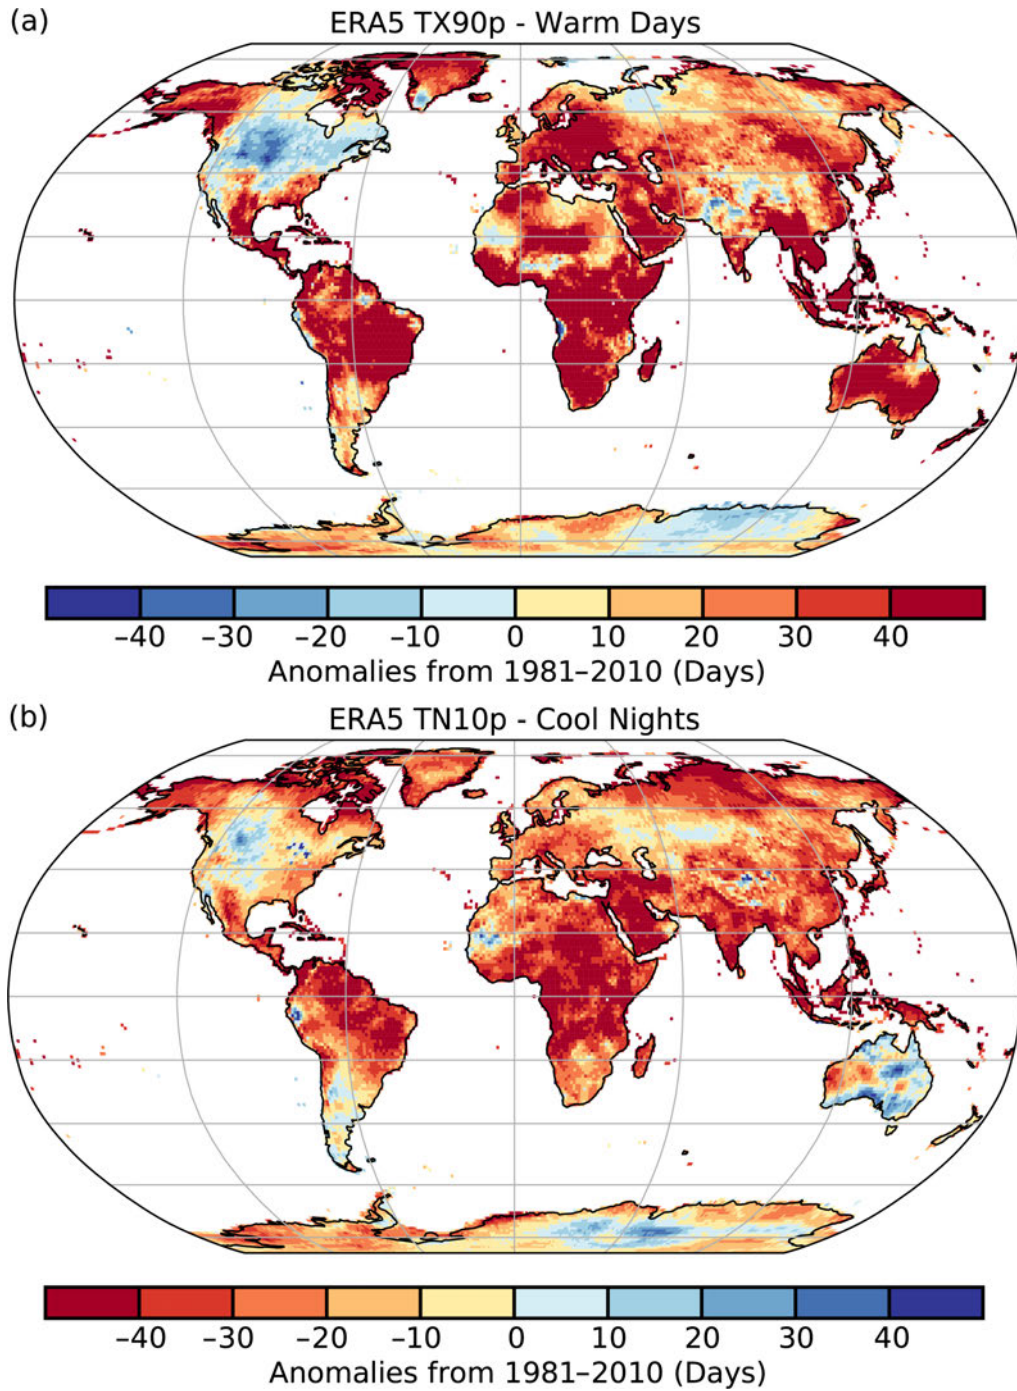 (a)
ERA5 TX90p - Warm Days
–40 –30 –20 –10 0 10 20 30 40
Anomalies from 1981–2010 (Days)
(b)
ERA5 TN10p - Cool Nights
–40 –30 –20 –10 0 10 20 30 40
Anomalies from 1981–2010 (Days)